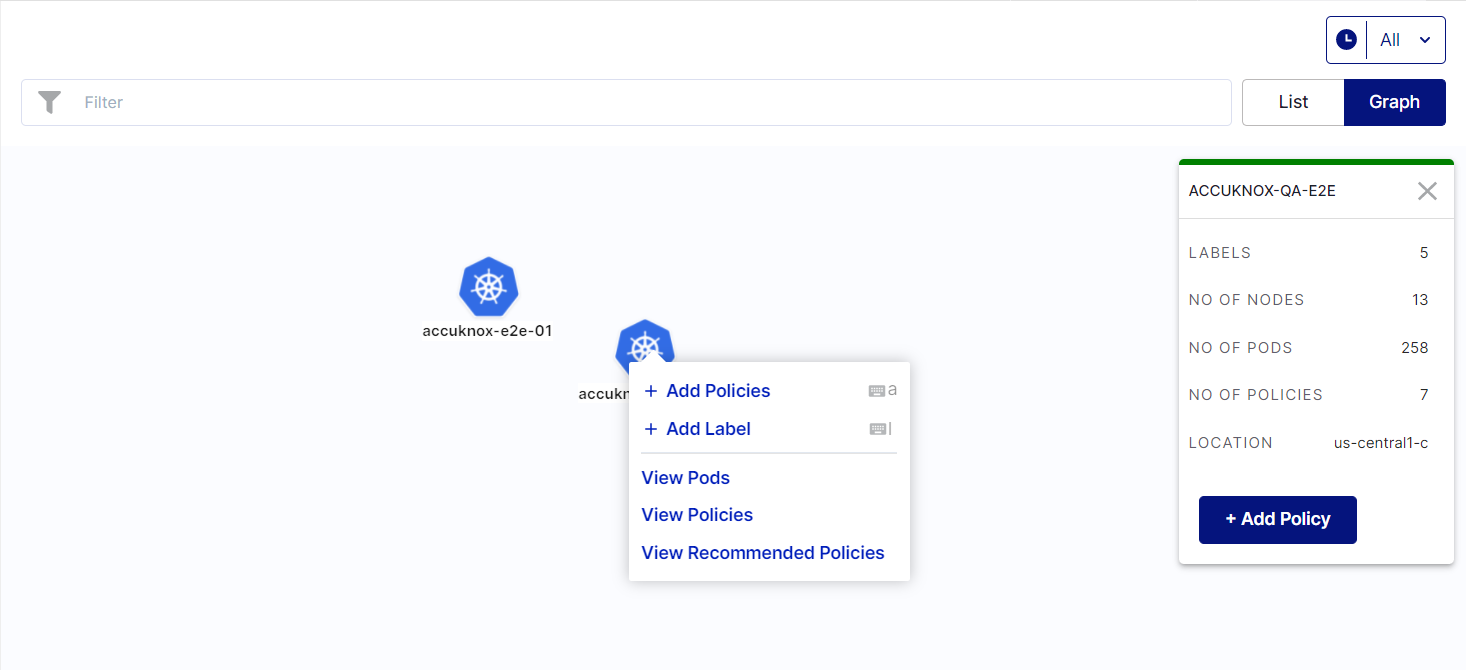 All
Filter
List
Graph
ACCUKNOX-QA-E2E
LABELS 5
NO OF NODES 13
NO OF PODS 258
NO OF POLICIES 7
LOCATION us-central1-c
+ Add Policy
accuknox-e2e-01
accukn
+ Add Policies a
+ Add Label l
View Pods
View Policies
View Recommended Policies